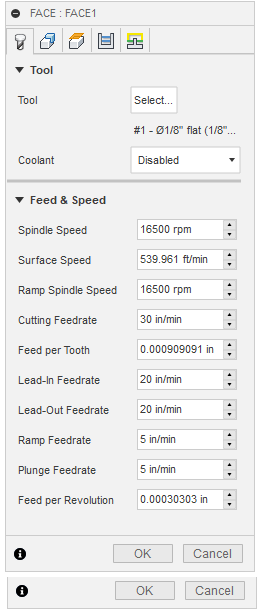 FACE : FACE1
Tool
Tool Select...
#1 - Ø1/8" flat (1/8"...
Coolant Disabled
Feed & Speed
Spindle Speed 16500 rpm
Surface Speed 539.961 ft/min
Ramp Spindle Speed 16500 rpm
Cutting Feedrate 30 in/min
Feed per Tooth 0.000909091 in
Lead-In Feedrate 20 in/min
Lead-Out Feedrate 20 in/min
Ramp Feedrate 5 in/min
Plunge Feedrate 5 in/min
Feed per Revolution 0.00030303 in
OK Cancel
OK Cancel